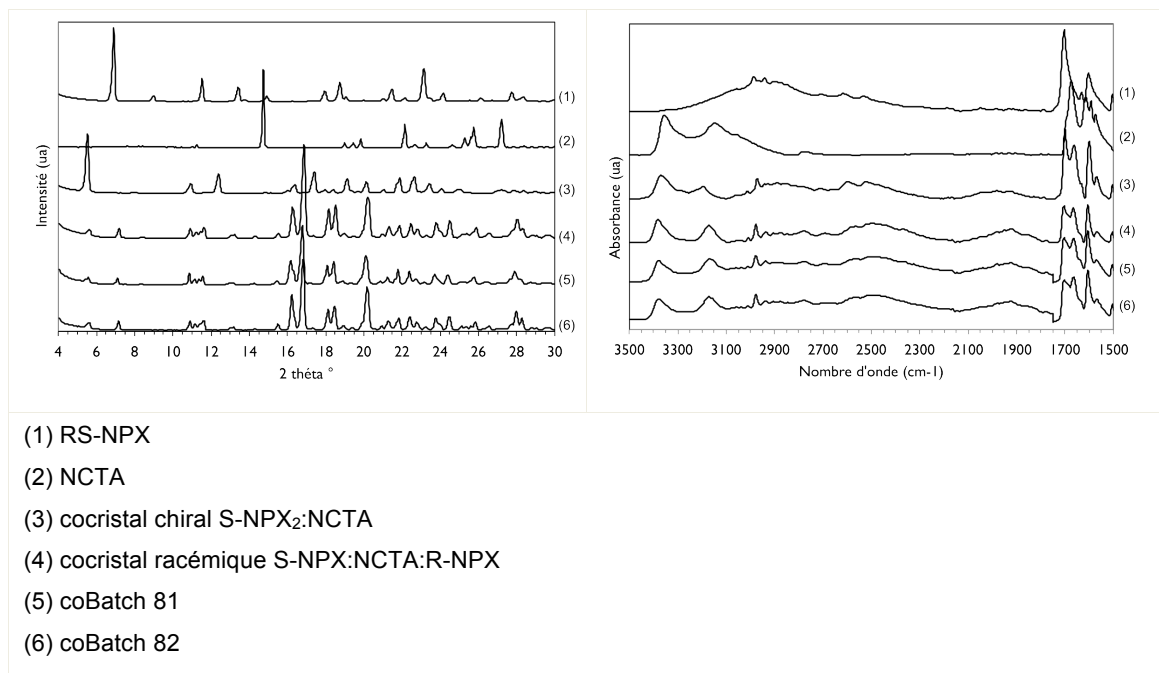 Intensité (ua)
(1)
(2)
(3)
(4)
(5)
(6)
4 6 8 10 12 14 16 18 20 22 24 26 28 30
2 thêta °
Absorbance (ua)
(1)
(2)
(3)
(4)
(5)
(6)
3500 3300 3100 2900 2700 2500 2300 2100 1900 1700 1500
Nombre d'onde (cm-1)
(1) RS-NPX
(2) NCTA
(3) cocristal chiral S-NPX₂:NCTA
(4) cocristal racémique S-NPX:NCTA:R-NPX
(5) coBatch 81
(6) coBatch 82